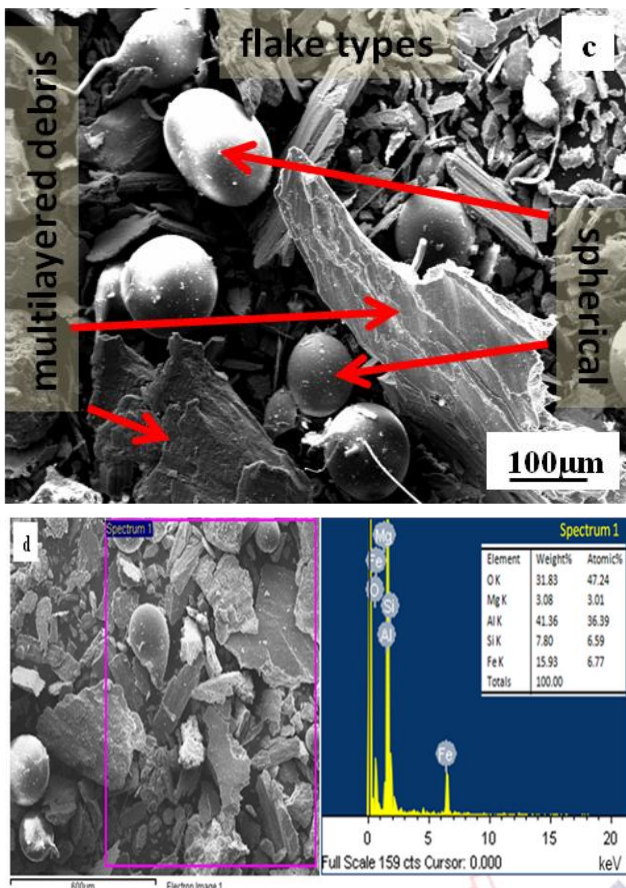 flake types
c
multilayered debris
spherical
100μm
d
Spectrum 1
Spectrum 1
Element Weight% Atomic%
O K 31.83 47.24
Mg K 3.08 3.01
Al K 41.36 36.39
Si K 7.80 6.59
Fe K 15.93 6.77
Totals 100.00
Mg
Fe
O
Si
Al
Fe
0 5 10 15 20
Full Scale 159 cts Cursor: 0.000 keV
600μm Electron Image 1